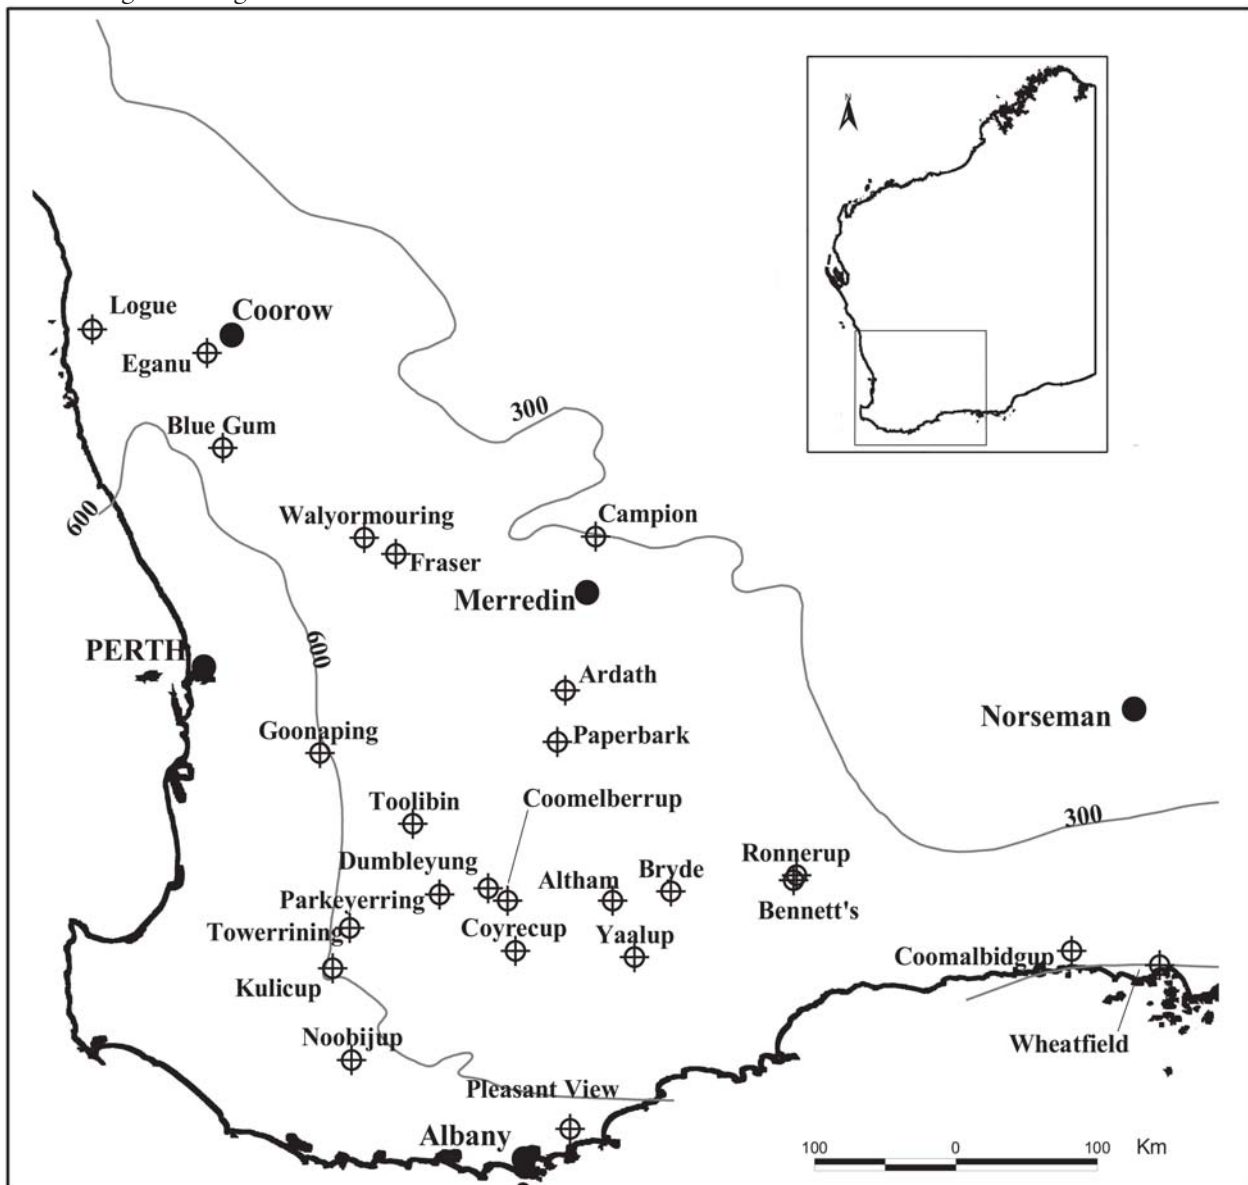 N
Logue
Coorow
Eganu
300
Blue Gum
600
Walyormouring
Campion
Fraser
Merredin
600
PERTH
Ardath
Norseman
Goonaping
Paperbark
Toolibin
Coomelberrup
300
Dumbleyung
Altham
Bryde
Ronnerup
Parkeyerring
Bennett's
Towerrining
Coyrecup
Yaalup
Coomalbidgup
Kulicup
Noobijup
Wheatfield
Pleasant View
Albany
100 0 100 Km